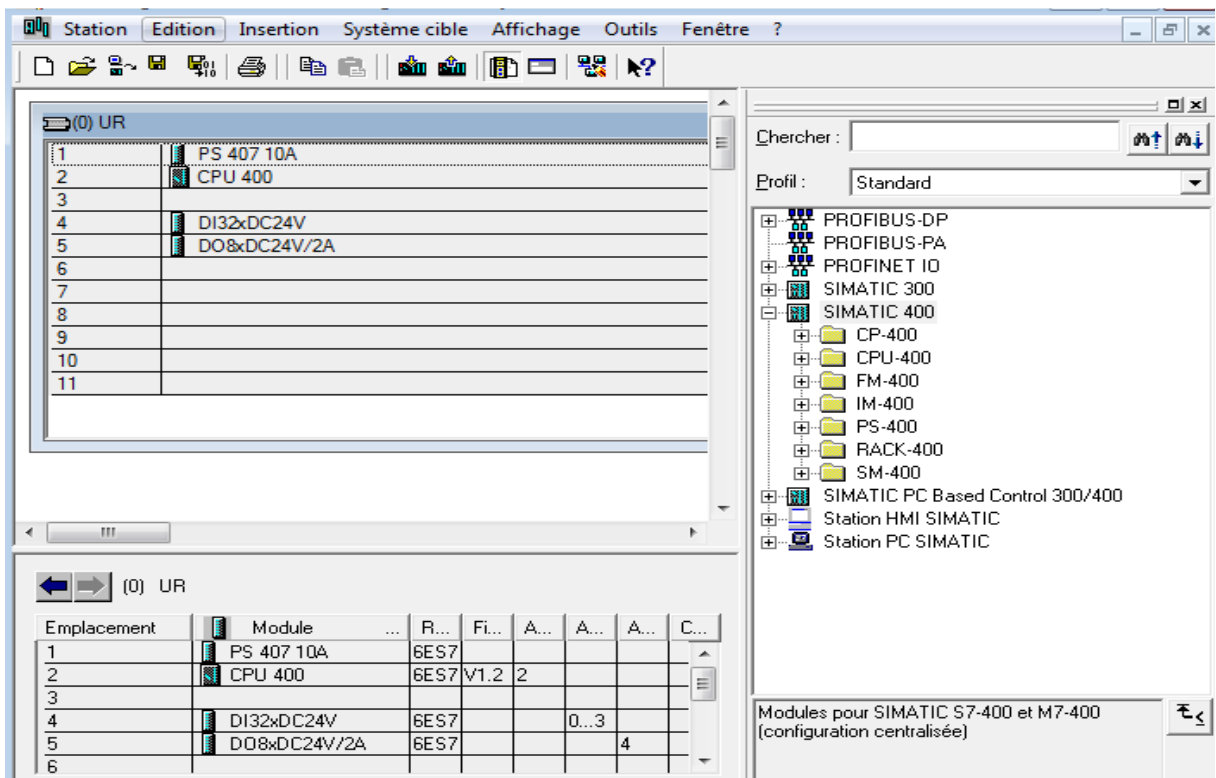 Station Edition Insertion Système cible Affichage Outils Fenêtre ?
(0) UR
1 PS 407 10A
2 CPU 400
3
4 DI32xDC24V
5 DO8xDC24V/2A
6
7
8
9
10
11
Chercher :
Profil : Standard
PROFIBUS-DP
PROFIBUS-PA
PROFINET IO
SIMATIC 300
SIMATIC 400
CP-400
CPU-400
FM-400
IM-400
PS-400
RACK-400
SM-400
SIMATIC PC Based Control 300/400
Station HMI SIMATIC
Station PC SIMATIC
(0) UR
Emplacement Module ... R... Fi... A... A... A... C...
1 PS 407 10A 6ES7
2 CPU 400 6ES7 V1.2 2
3
4 DI32xDC24V 6ES7 0...3
5 DO8xDC24V/2A 6ES7 4
6
Modules pour SIMATIC S7-400 et M7-400
(configuration centralisée)